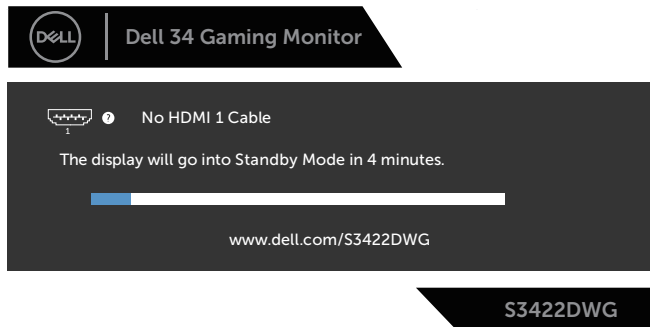 DELL
Dell 34 Gaming Monitor
? No HDMI 1 Cable
1
The display will go into Standby Mode in 4 minutes.
www.dell.com/S3422DWG
S3422DWG